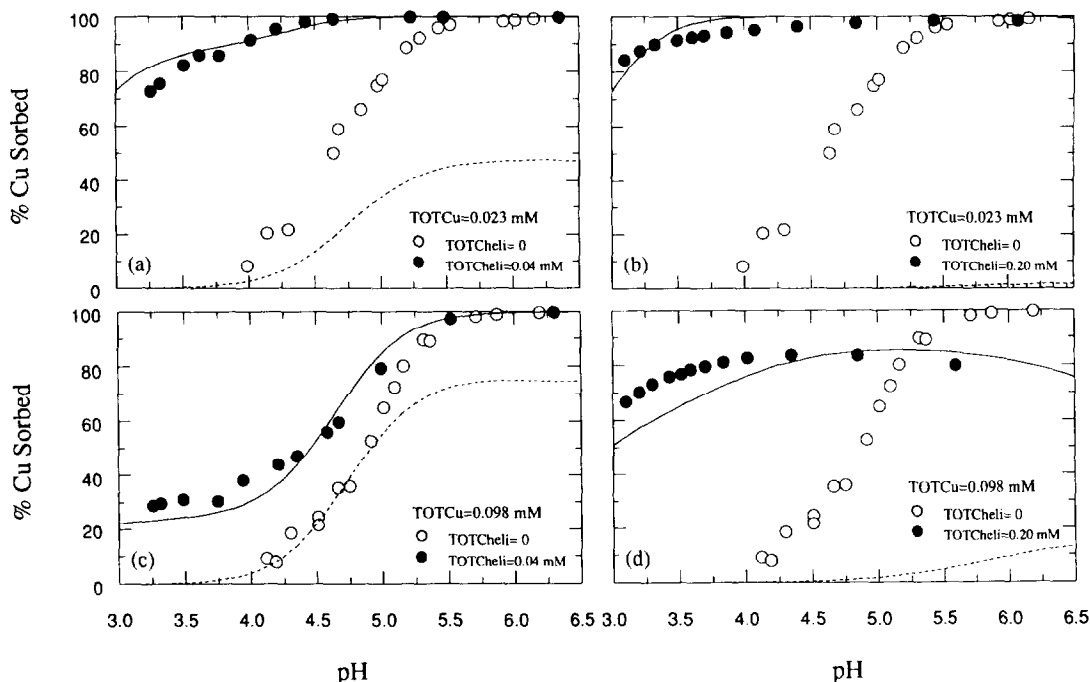 % Cu Sorbed
100
80
60
40
20
0
(a)
TOTCu=0.023 mM
TOTCheli= 0
TOTCheli=0.04 mM
(b)
TOTCu=0.023 mM
TOTCheli= 0
TOTCheli=0.20 mM
% Cu Sorbed
100
80
60
40
20
0
(c)
TOTCu=0.098 mM
TOTCheli= 0
TOTCheli=0.04 mM
(d)
TOTCu=0.098 mM
TOTCheli= 0
TOTCheli=0.20 mM
3.0 3.5 4.0 4.5 5.0 5.5 6.0 6.5
3.0 3.5 4.0 4.5 5.0 5.5 6.0 6.5
pH
pH